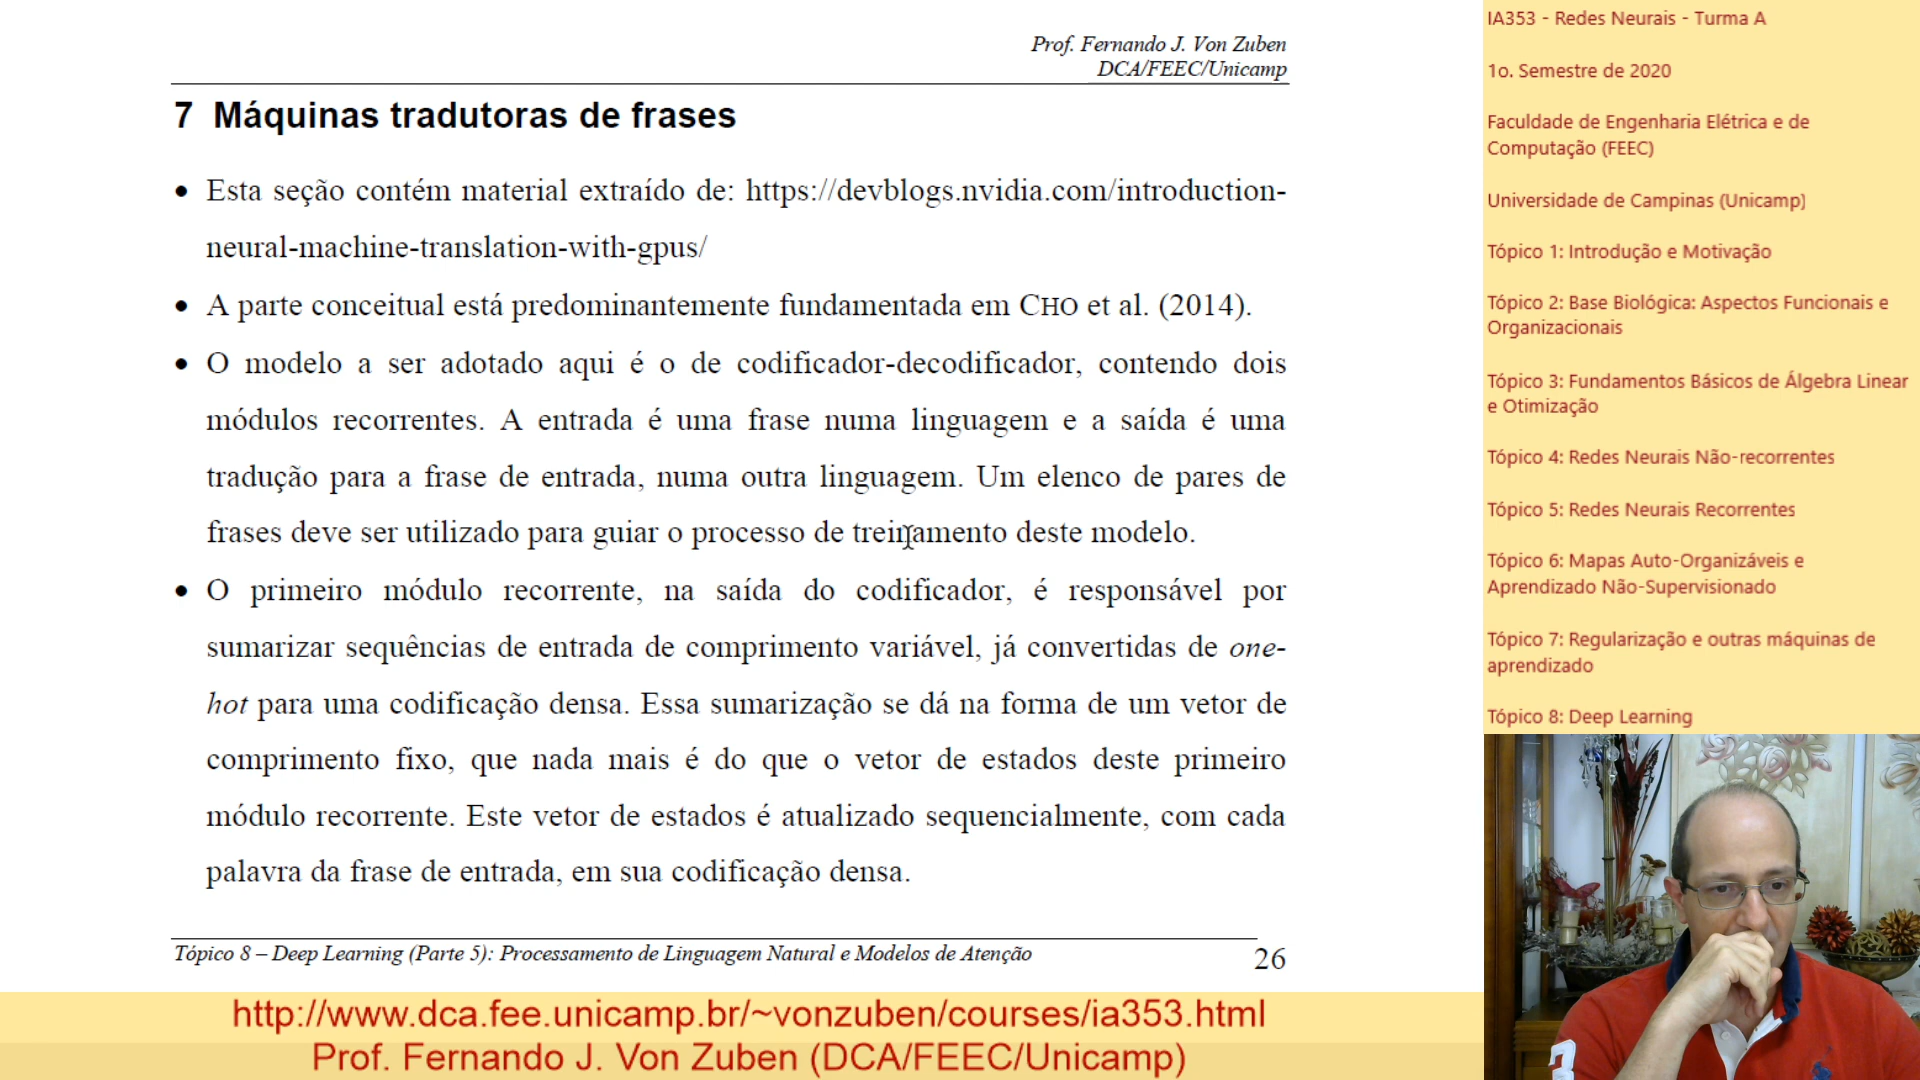 Prof. Fernando J. Von Zuben
DCA/FEEC/Unicamp
7 Máquinas tradutoras de frases
• Esta seção contém material extraído de: https://devblogs.nvidia.com/introduction-
neural-machine-translation-with-gpus/
• A parte conceitual está predominantemente fundamentada em CHO et al. (2014).
• O modelo a ser adotado aqui é o de codificador-decodificador, contendo dois
módulos recorrentes. A entrada é uma frase numa linguagem e a saída é uma
tradução para a frase de entrada, numa outra linguagem. Um elenco de pares de
frases deve ser utilizado para guiar o processo de treinamento deste modelo.
• O primeiro módulo recorrente, na saída do codificador, é responsável por
sumarizar sequências de entrada de comprimento variável, já convertidas de one-
hot para uma codificação densa. Essa sumarização se dá na forma de um vetor de
comprimento fixo, que nada mais é do que o vetor de estados deste primeiro
módulo recorrente. Este vetor de estados é atualizado sequencialmente, com cada
palavra da frase de entrada, em sua codificação densa.
Tópico 8 – Deep Learning (Parte 5): Processamento de Linguagem Natural e Modelos de Atenção
26
http://www.dca.fee.unicamp.br/~vonzuben/courses/ia353.html
Prof. Fernando J. Von Zuben (DCA/FEEC/Unicamp)
IA353 - Redes Neurais - Turma A
1o. Semestre de 2020
Faculdade de Engenharia Elétrica e de
Computação (FEEC)
Universidade de Campinas (Unicamp)
Tópico 1: Introdução e Motivação
Tópico 2: Base Biológica: Aspectos Funcionais e
Organizacionais
Tópico 3: Fundamentos Básicos de Álgebra Linear
e Otimização
Tópico 4: Redes Neurais Não-recorrentes
Tópico 5: Redes Neurais Recorrentes
Tópico 6: Mapas Auto-Organizáveis e
Aprendizado Não-Supervisionado
Tópico 7: Regularização e outras máquinas de
aprendizado
Tópico 8: Deep Learning
3